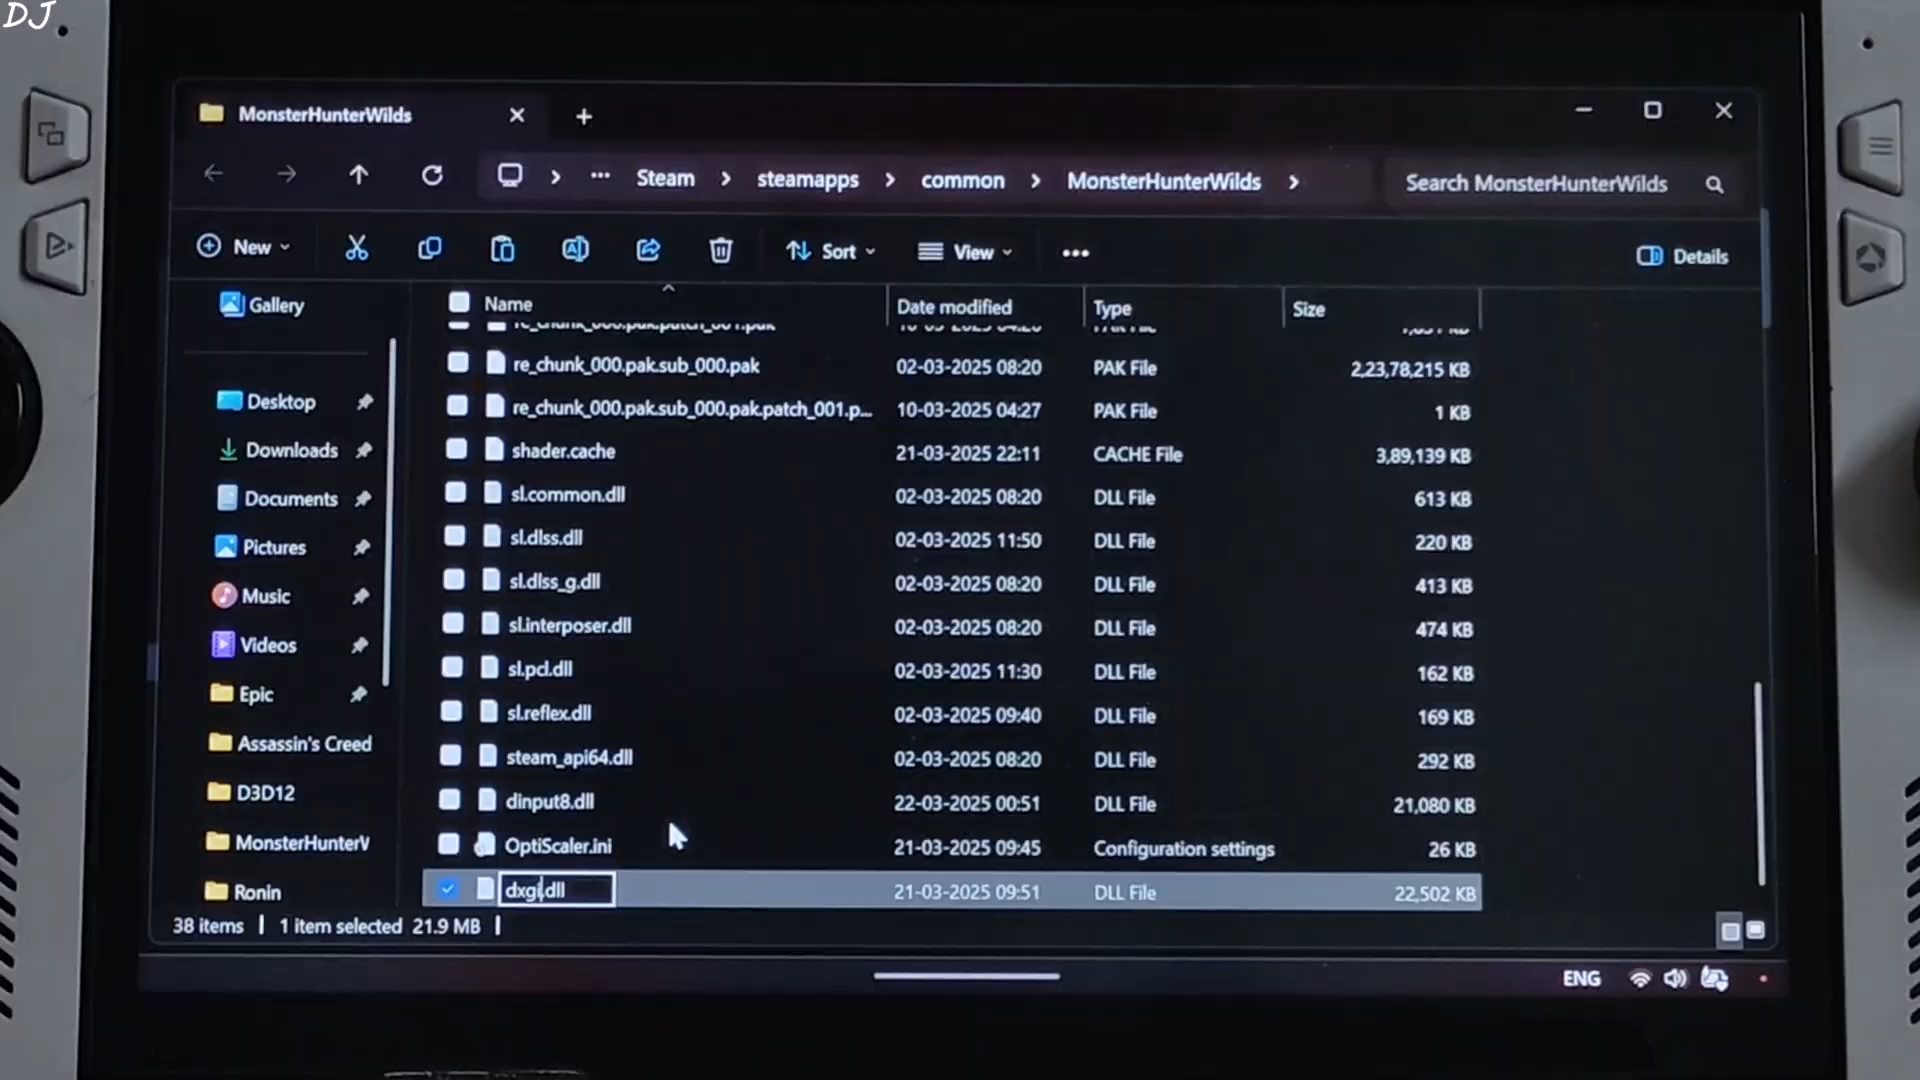 DJ
MonsterHunterWilds
Steam > steamapps > common > MonsterHunterWilds >
Search MonsterHunterWilds
New
Sort
View
Details
Gallery
Desktop
Downloads
Documents
Pictures
Music
Videos
Epic
Assassin's Creed
D3D12
MonsterHunterW
Ronin
Name Date modified Type Size
re_chunk_000.pak.sub_000.pak 02-03-2025 08:20 PAK File 2,23,78,215 KB
re_chunk_000.pak.sub_000.pak.patch_001.p... 10-03-2025 04:27 PAK File 1 KB
shader.cache 21-03-2025 22:11 CACHE File 3,89,139 KB
sl.common.dll 02-03-2025 08:20 DLL File 613 KB
sl.dlss.dll 02-03-2025 11:50 DLL File 220 KB
sl.dlss_g.dll 02-03-2025 08:20 DLL File 413 KB
sl.interposer.dll 02-03-2025 08:20 DLL File 474 KB
sl.pcl.dll 02-03-2025 11:30 DLL File 162 KB
sl.reflex.dll 02-03-2025 09:40 DLL File 169 KB
steam_api64.dll 02-03-2025 08:20 DLL File 292 KB
dinput8.dll 22-03-2025 00:51 DLL File 21,080 KB
OptiScaler.ini 21-03-2025 09:45 Configuration settings 26 KB
dxgi.dll 21-03-2025 09:51 DLL File 22,502 KB
38 items | 1 item selected 21.9 MB |
ENG